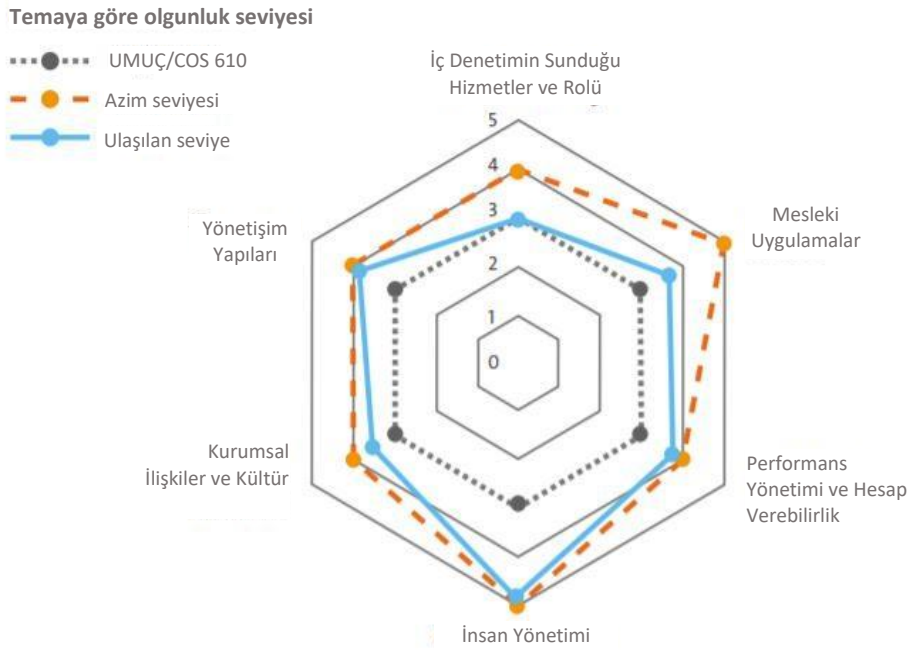 Temaya göre olgunluk seviyesi
UMUÇ/COS 610
Azim seviyesi
Ulaşılan seviye
İç Denetimin Sunduğu
Hizmetler ve Rolü
5
4
3
2
1
0
Mesleki
Uygulamalar
Performans
Yönetimi ve Hesap
Verebilirlik
İnsan Yönetimi
Kurumsal
İlişkiler ve Kültür
Yönetişim
Yapıları